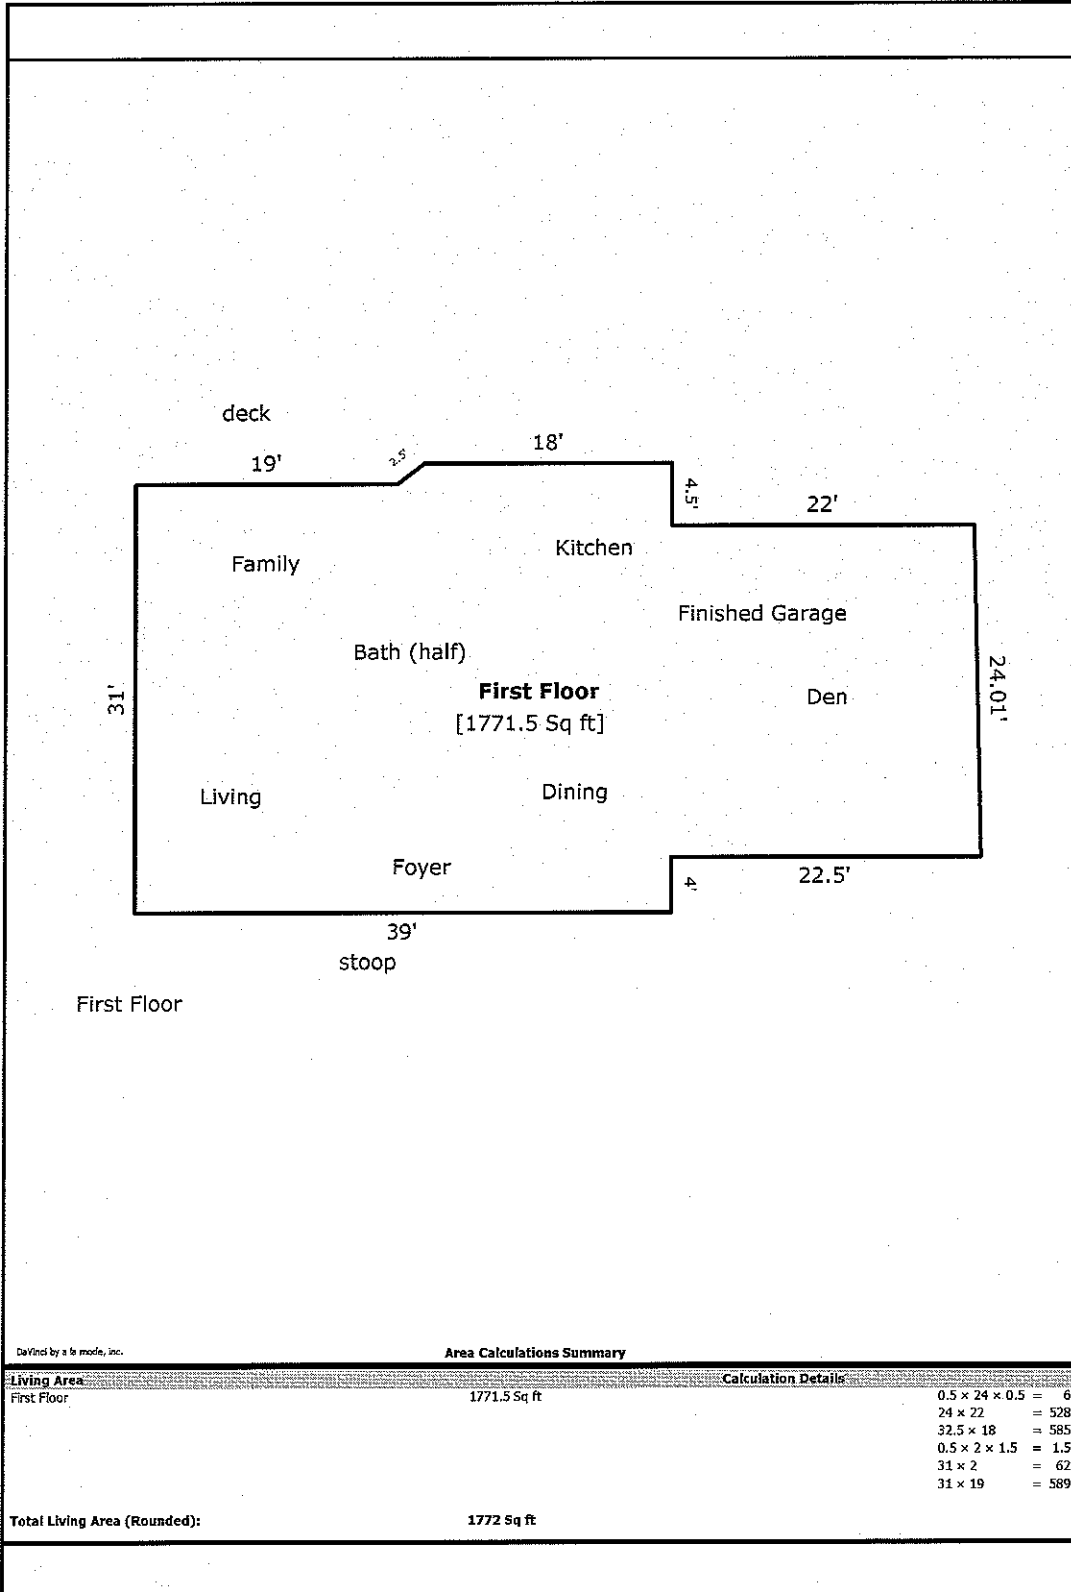 deck
18'
19'
2.5'
4.5'
22'
Kitchen
Family
Finished Garage
Bath (half)
First Floor
Den
24.01'
31'
[1771.5 Sq ft]
Living
Dining
Foyer
4'
22.5'
39'
stoop
First Floor
DaVinci by a la mode, inc.
Area Calculations Summary
Living Area Calculation Details
First Floor 1771.5 Sq ft 0.5 × 24 × 0.5 = 6
24 × 22 = 528
32.5 × 18 = 585
0.5 × 2 × 1.5 = 1.5
31 × 2 = 62
31 × 19 = 589
Total Living Area (Rounded): 1772 Sq ft